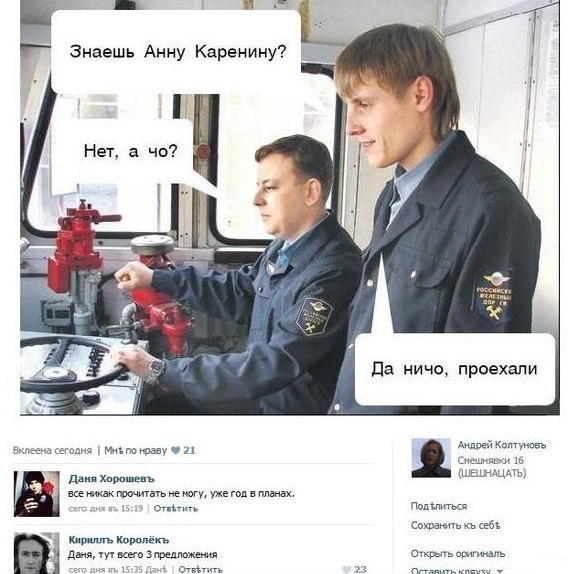 Знаешь Анну Каренину?
Нет, а чо?
РОССИЙСКИЕ
ЖЕЛЕЗНЫЕ
Да ничо, проехали
Вклеена сегодня | Мнѣ по нраву 21
Даня Хорошевъ
все никак прочитать не могу, уже год в планах.
сего дня въ 15:19 | Отвѣтить
Кириллъ Королёкъ
Даня, тут всего 3 предложения
сего дня въ 15:35 Данѣ | Отвѣтить 23
Андрей Колтуновъ
Смешнявки 16
(ШЕШНАЦАТЬ)
Подѣлиться
Сохранить къ себѣ
Открыть оригиналъ
Оставить кляузу